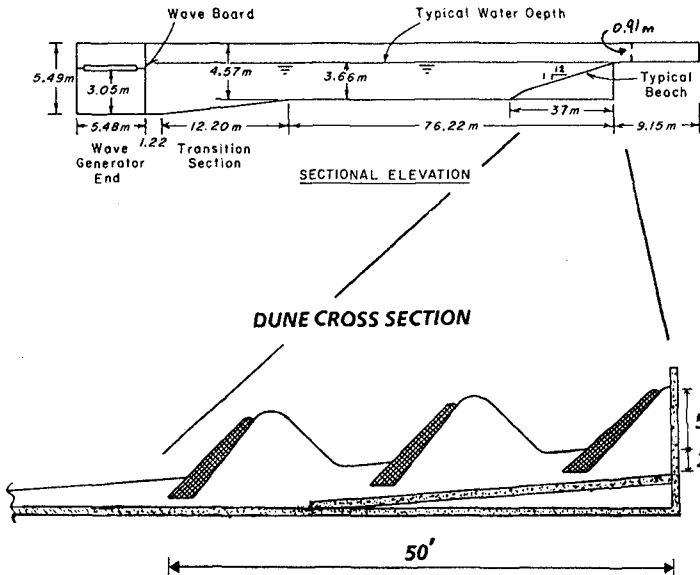 Wave Board
Typical Water Depth
0.91m
5.49m
3.05m
4.57m
3.66m
1 12
Typical
Beach
5.48m
1.22
12.20m
76.22m
37m
9.15m
Wave
Generator
End
Transition
Section
SECTIONAL ELEVATION
DUNE CROSS SECTION
50'